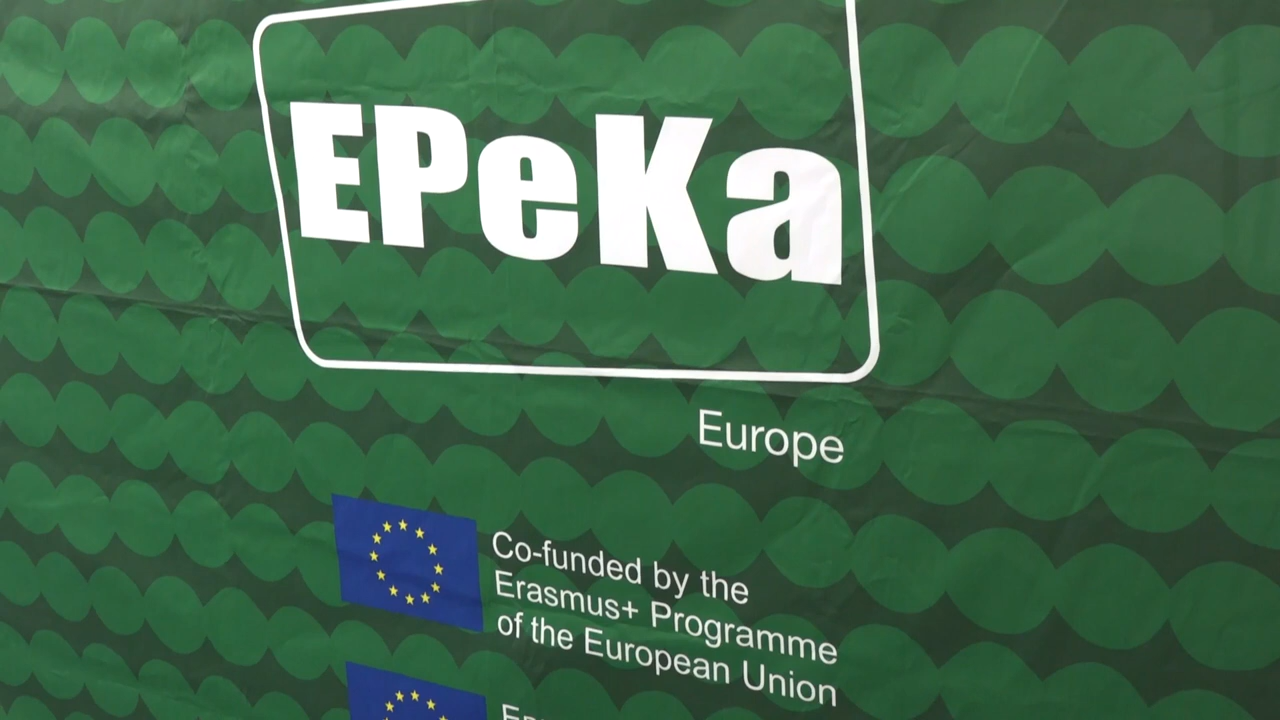 EPeKa
Europe
Co-funded by the
Erasmus+ Programme
of the European Union